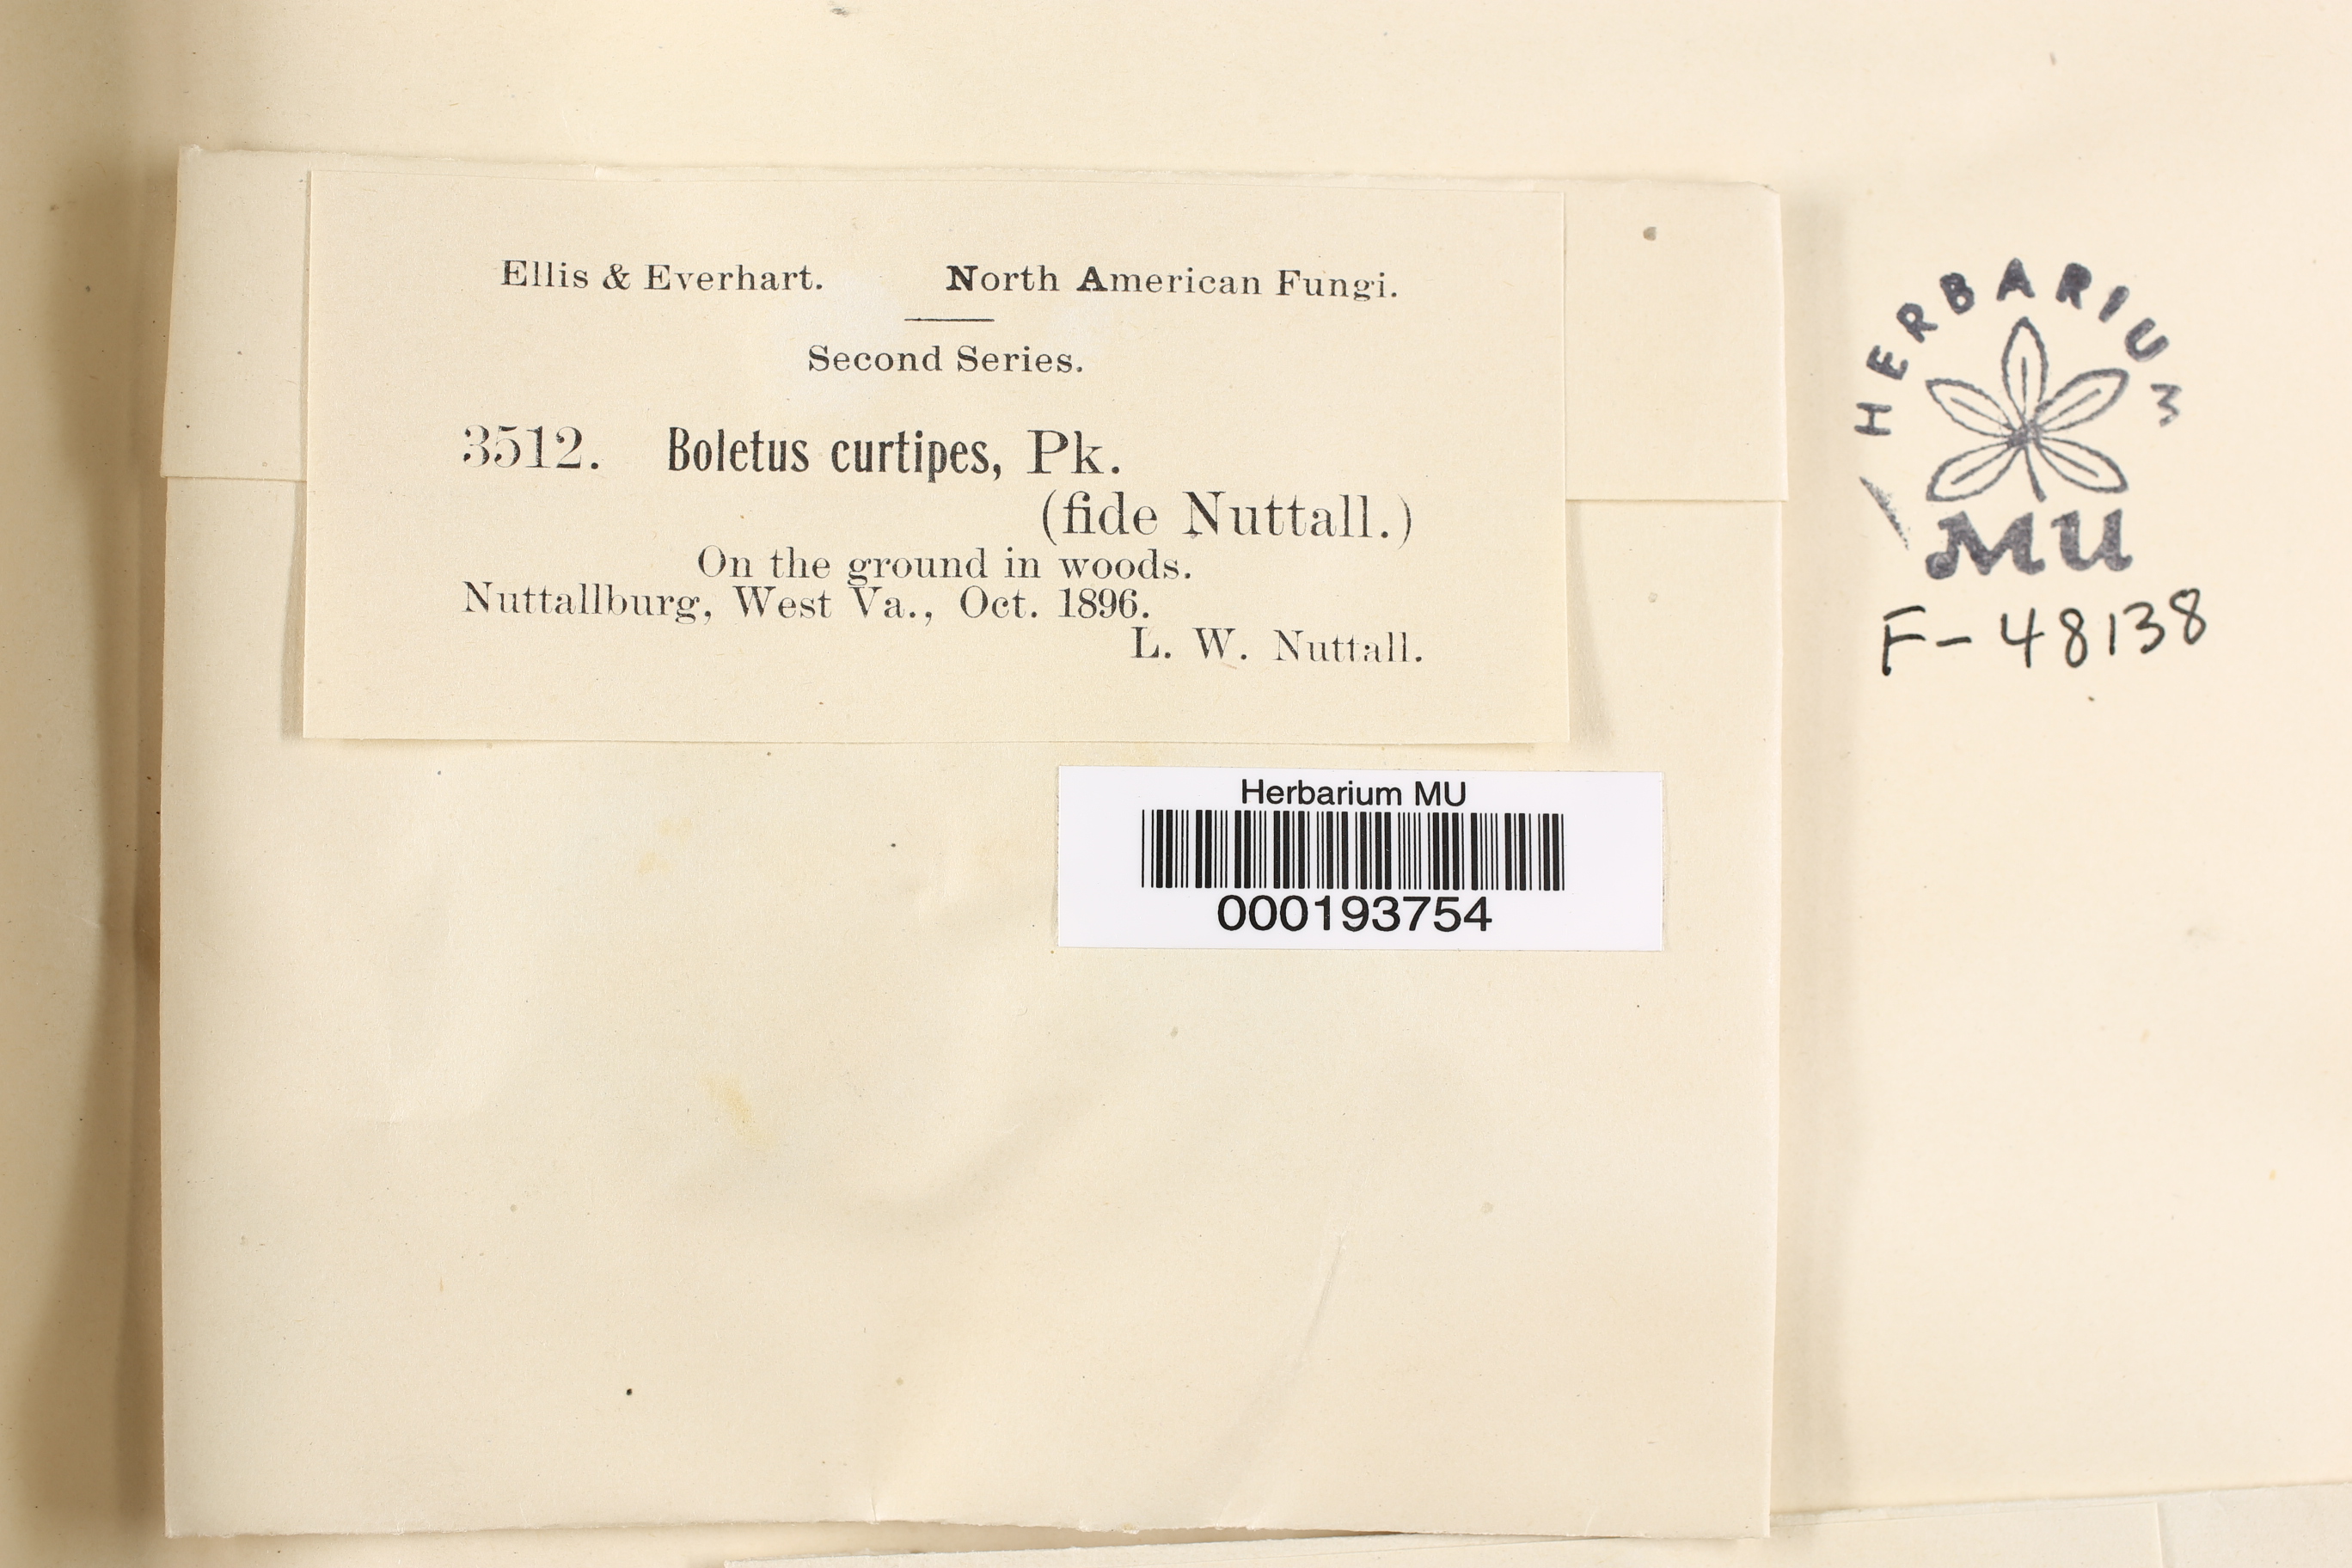 Ellis & Everhart. North American Fungi.
Second Series.
3512. Boletus curtipes, Pk.
(fide Nuttall.)
On the ground in woods.
Nuttallburg, West Va., Oct. 1896.
L. W. Nuttall.
Herbarium MU
000193754
HERBARIUM
MU
F-48138